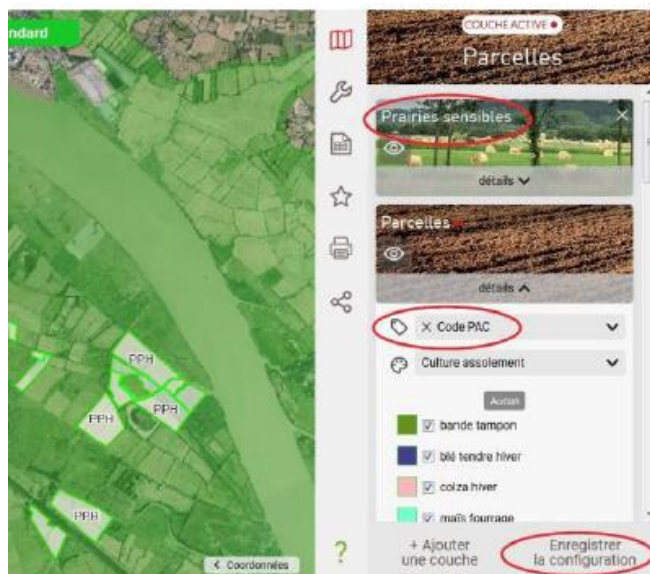 ndard
PPH
PPH
PPH
PPH
< Coordonnées
COUCHE ACTIVE
Parcelles
Prairies sensibles
détails
Parcelles
détails
× Code PAC
Culture assolement
Aucun
bande tampon
blé tendre hiver
colza hiver
maïs fourrage
?
+ Ajouter
une couche
Enregistrer
la configuration